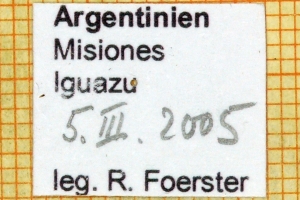 Argentinien
Misiones
Iguazu
5. III. 2005
leg. R. Foerster